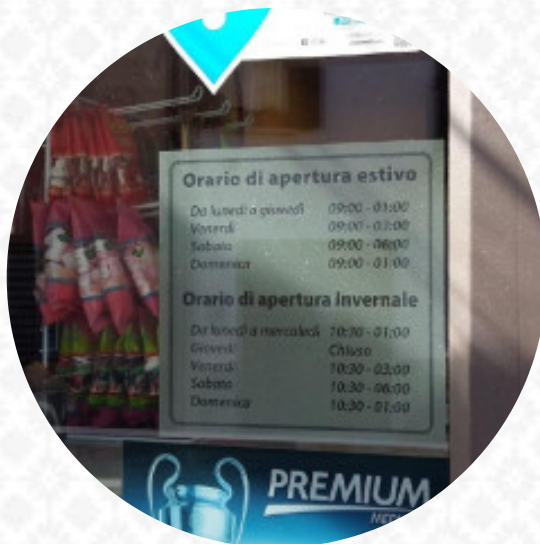 Orario di apertura estivo
Da lunedì a giovedì 09:00 - 01:00
Venerdì 09:00 - 03:00
Sabato 09:00 - 06:00
Domenica 09:00 - 01:00
Orario di apertura invernale
Da lunedì a mercoledì 10:30 - 01:00
Giovedì Chiuso
Venerdì 10:30 - 03:00
Sabato 10:30 - 06:00
Domenica 10:30 - 01:00
PREMIUM